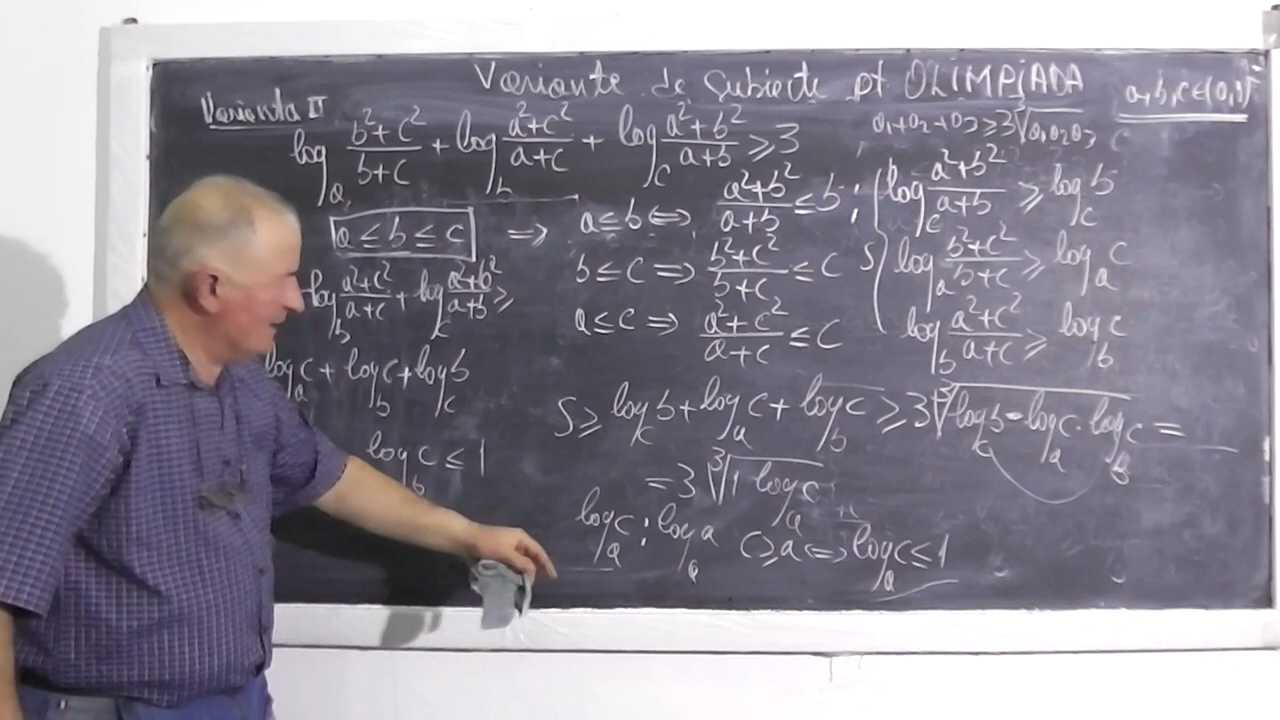 Variante de subiecte pt OLIMPIADA
a,b,c∈(0,1)
Varianta II
a₁+a₂+a₃ ≥ 3∛(a₁a₂a₃)
log_a (b²+c²)/(b+c) + log_b (a²+c²)/(a+c) + log_c (a²+b²)/(a+b) ≥ 3
a ≤ b ≤ c ⇒ a ≤ b ⇔ (a²+b²)/(a+b) ≤ b ; log_c (a²+b²)/(a+b) ≥ log_c b
b ≤ c ⇒ (b²+c²)/(b+c) ≤ c S log_a (b²+c²)/(b+c) ≥ log_a c
log_b (a²+c²)/(a+c) + log_c (a²+b²)/(a+b) ≥
a ≤ c ⇒ (a²+c²)/(a+c) ≤ c log_b (a²+c²)/(a+c) ≥ log_b c
log_a c + log_b c + log_c b
S ≥ log_c b + log_a c + log_b c ≥ 3∛(log_c b · log_a c · log_b c) =
log_b c ≤ 1
= 3∛(1 · log_a c)
log_a c ; log_a a c ≥ a ⇔ log_a c ≤ 1